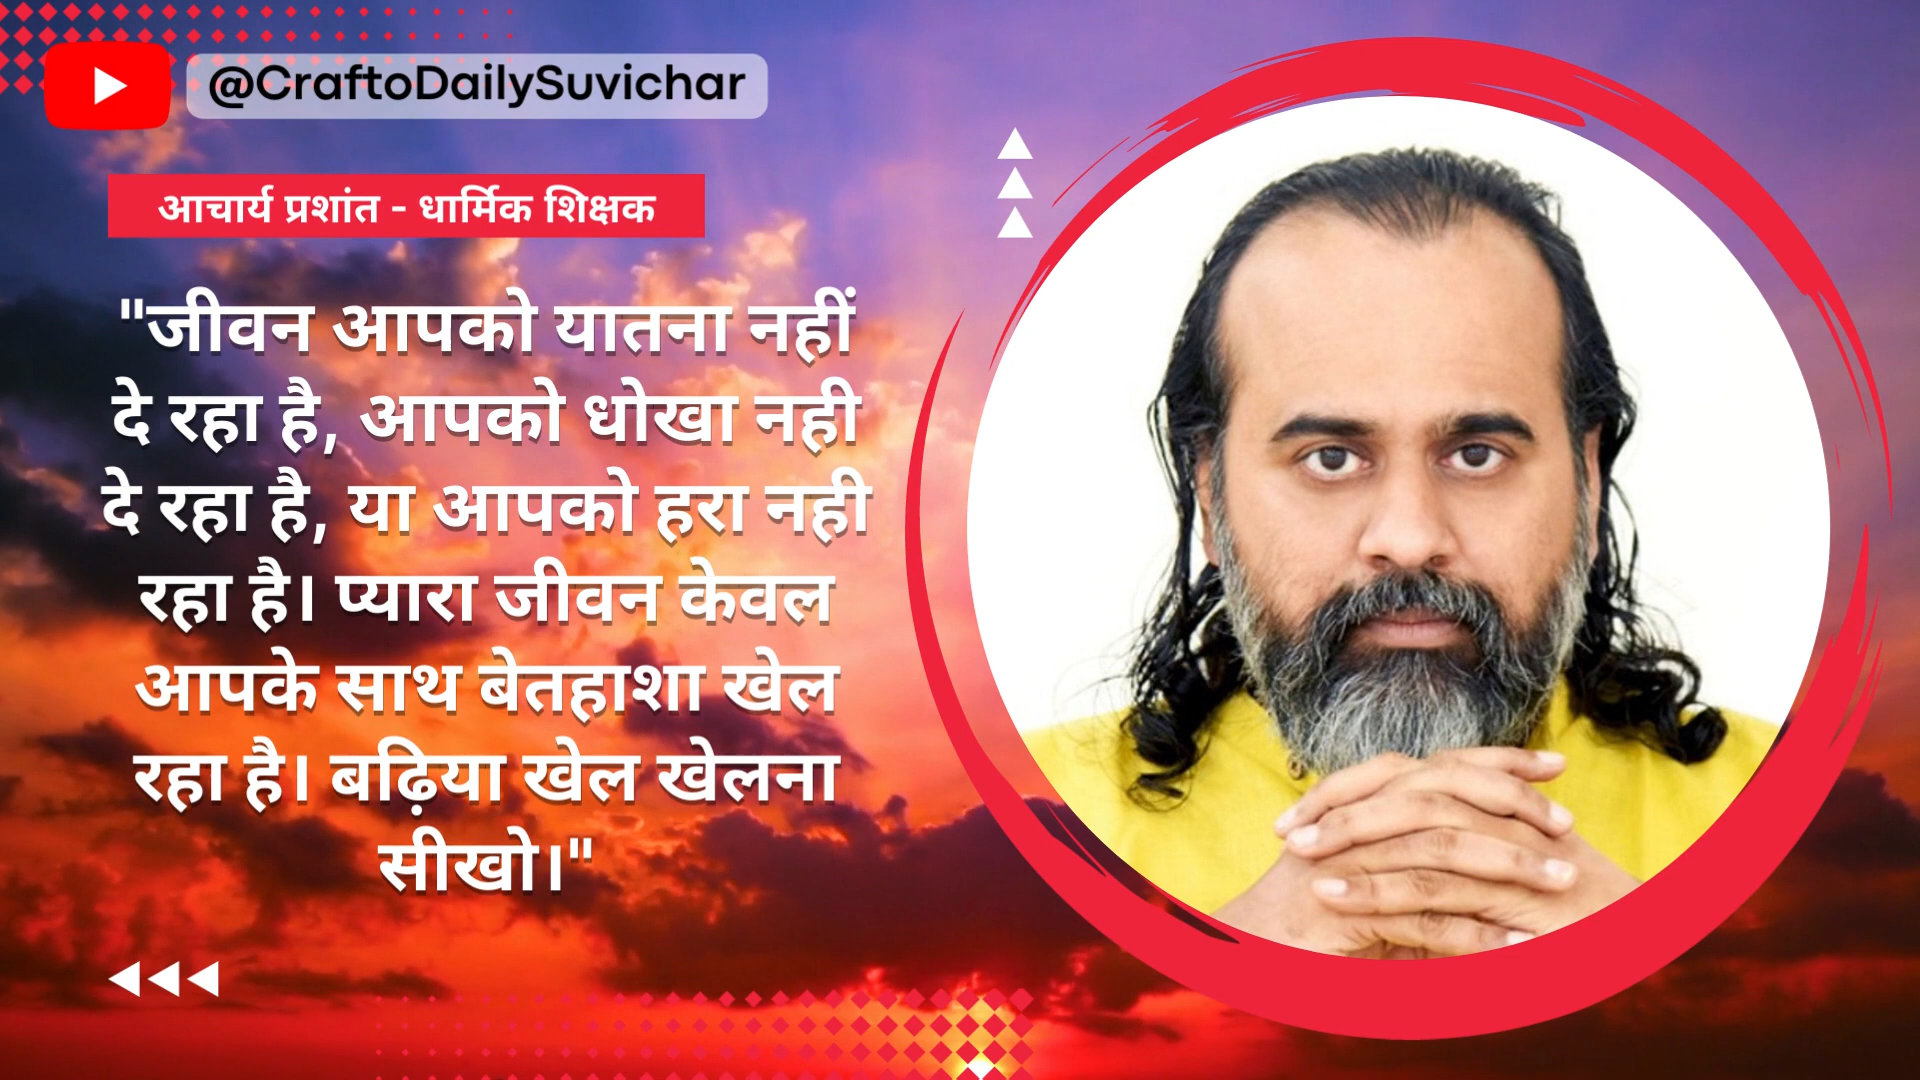 @CraftoDailySuvichar
आचार्य प्रशांत - धार्मिक शिक्षक
"जीवन आपको यातना नहीं
दे रहा है, आपको धोखा नही
दे रहा है, या आपको हरा नही
रहा है। प्यारा जीवन केवल
आपके साथ बेतहाशा खेल
रहा है। बढ़िया खेल खेलना
सीखो।"